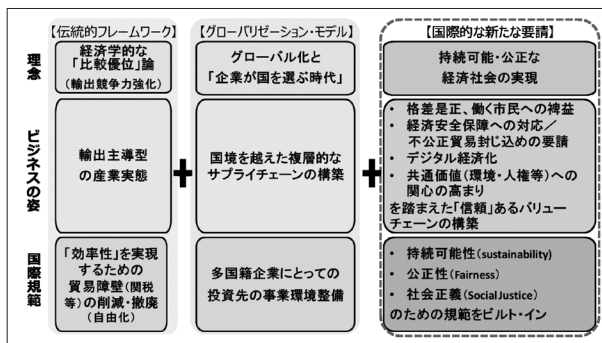 【伝統的フレームワーク】
【グローバリゼーション・モデル】
【国際的な新たな要請】
理念
経済学的な
「比較優位」論
(輸出競争力強化)
グローバル化と
「企業が国を選ぶ時代」
持続可能・公正な
経済社会の実現
ビジネスの姿
輸出主導型
の産業実態
国境を越えた複層的な
サプライチェーンの構築
• 格差是正、働く市民への裨益
• 経済安全保障への対応／
不公正貿易封じ込めの要請
• デジタル経済化
• 共通価値(環境・人権等)への
関心の高まり
を踏まえた「信頼」あるバリュー
チェーンの構築
国際規範
「効率性」を実現
するための
貿易障壁(関税
等)の削減・撤廃
(自由化)
多国籍企業にとっての
投資先の事業環境整備
• 持続可能性(sustainability)
• 公正性(Fairness)
• 社会正義(Social Justice)
のための規範をビルト・イン